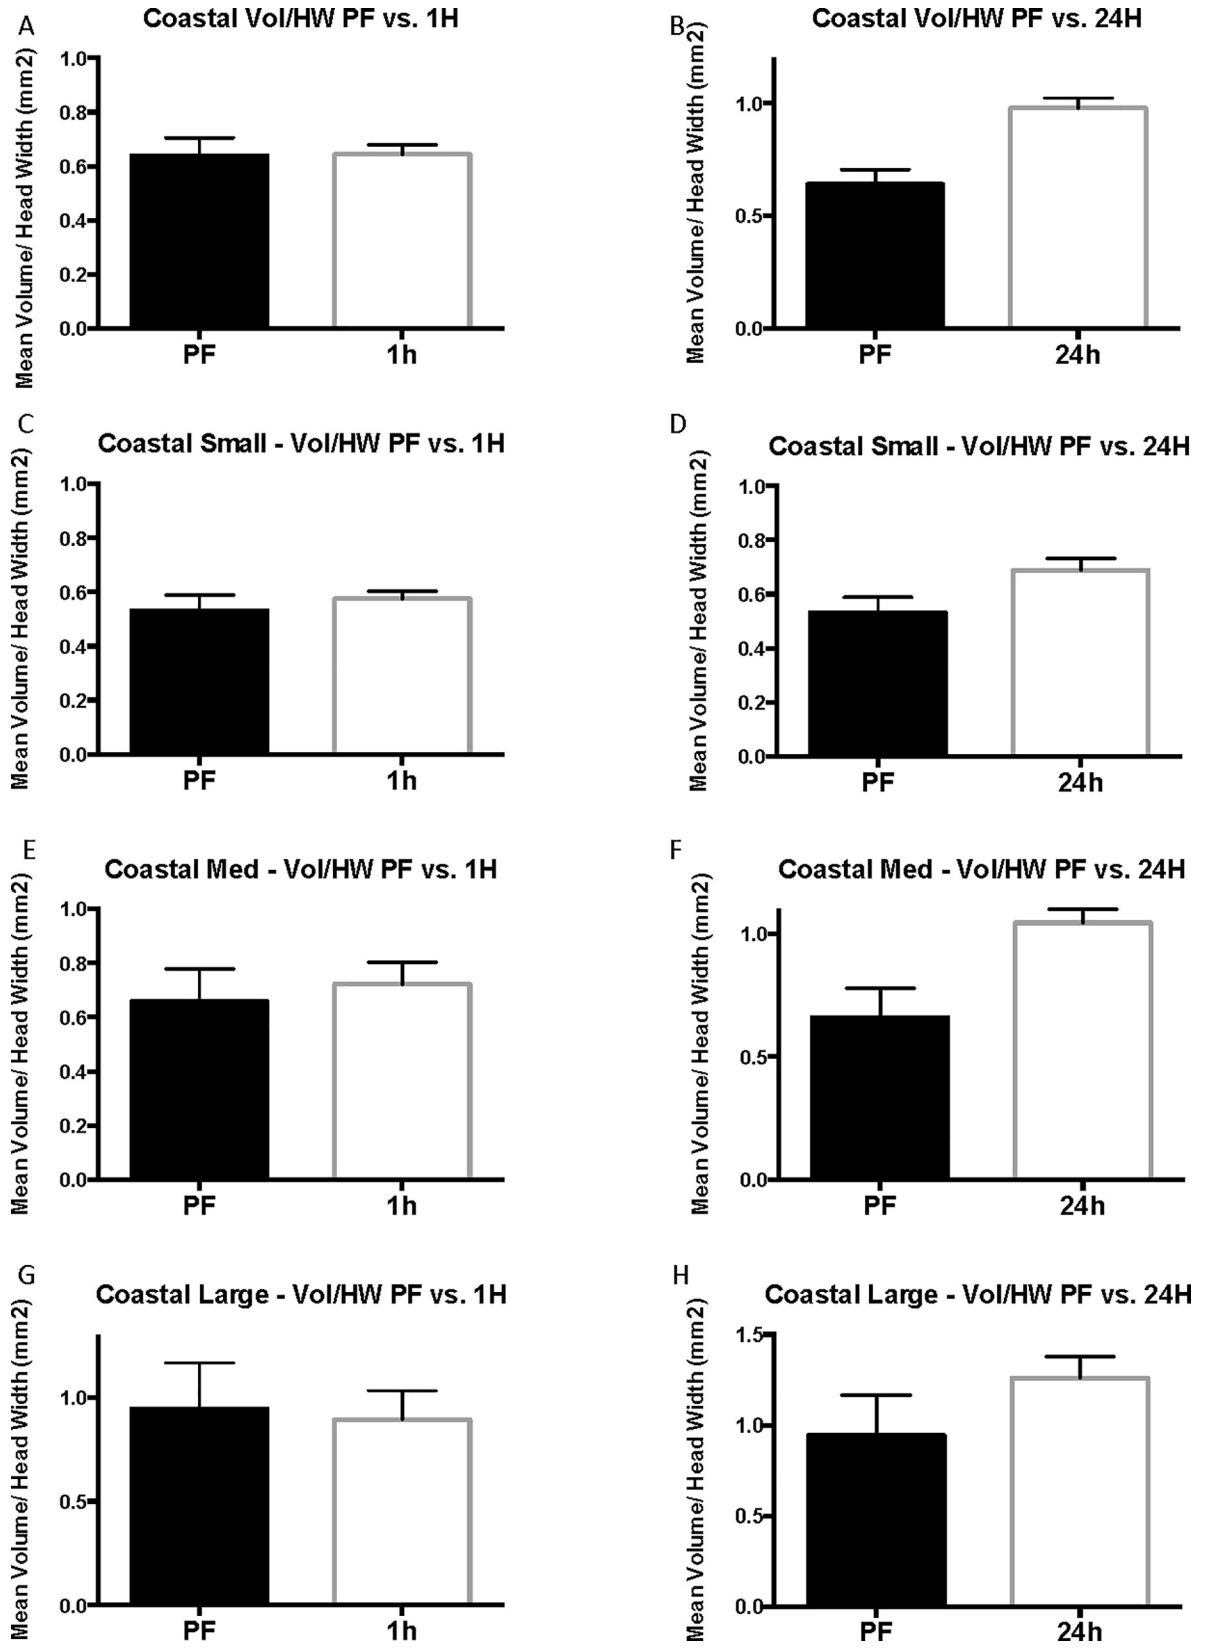 A
Coastal Vol/HW PF vs. 1H
Mean Volume/ Head Width (mm2)
1.0
0.8
0.6
0.4
0.2
0.0
PF
1h
B
Coastal Vol/HW PF vs. 24H
Mean Volume/ Head Width (mm2)
1.0
0.5
0.0
PF
24h
C
Coastal Small - Vol/HW PF vs. 1H
Mean Volume/ Head Width (mm2)
1.0
0.8
0.6
0.4
0.2
0.0
PF
1h
D
Coastal Small - Vol/HW PF vs. 24H
Mean Volume/ Head Width (mm2)
1.0
0.8
0.6
0.4
0.2
0.0
PF
24h
E
Coastal Med - Vol/HW PF vs. 1H
Mean Volume/ Head Width (mm2)
1.0
0.8
0.6
0.4
0.2
0.0
PF
1h
F
Coastal Med - Vol/HW PF vs. 24H
Mean Volume/ Head Width (mm2)
1.0
0.5
0.0
PF
24h
G
Coastal Large - Vol/HW PF vs. 1H
Mean Volume/ Head Width (mm2)
1.0
0.5
0.0
PF
1h
H
Coastal Large - Vol/HW PF vs. 24H
Mean Volume/ Head Width (mm2)
1.5
1.0
0.5
0.0
PF
24h